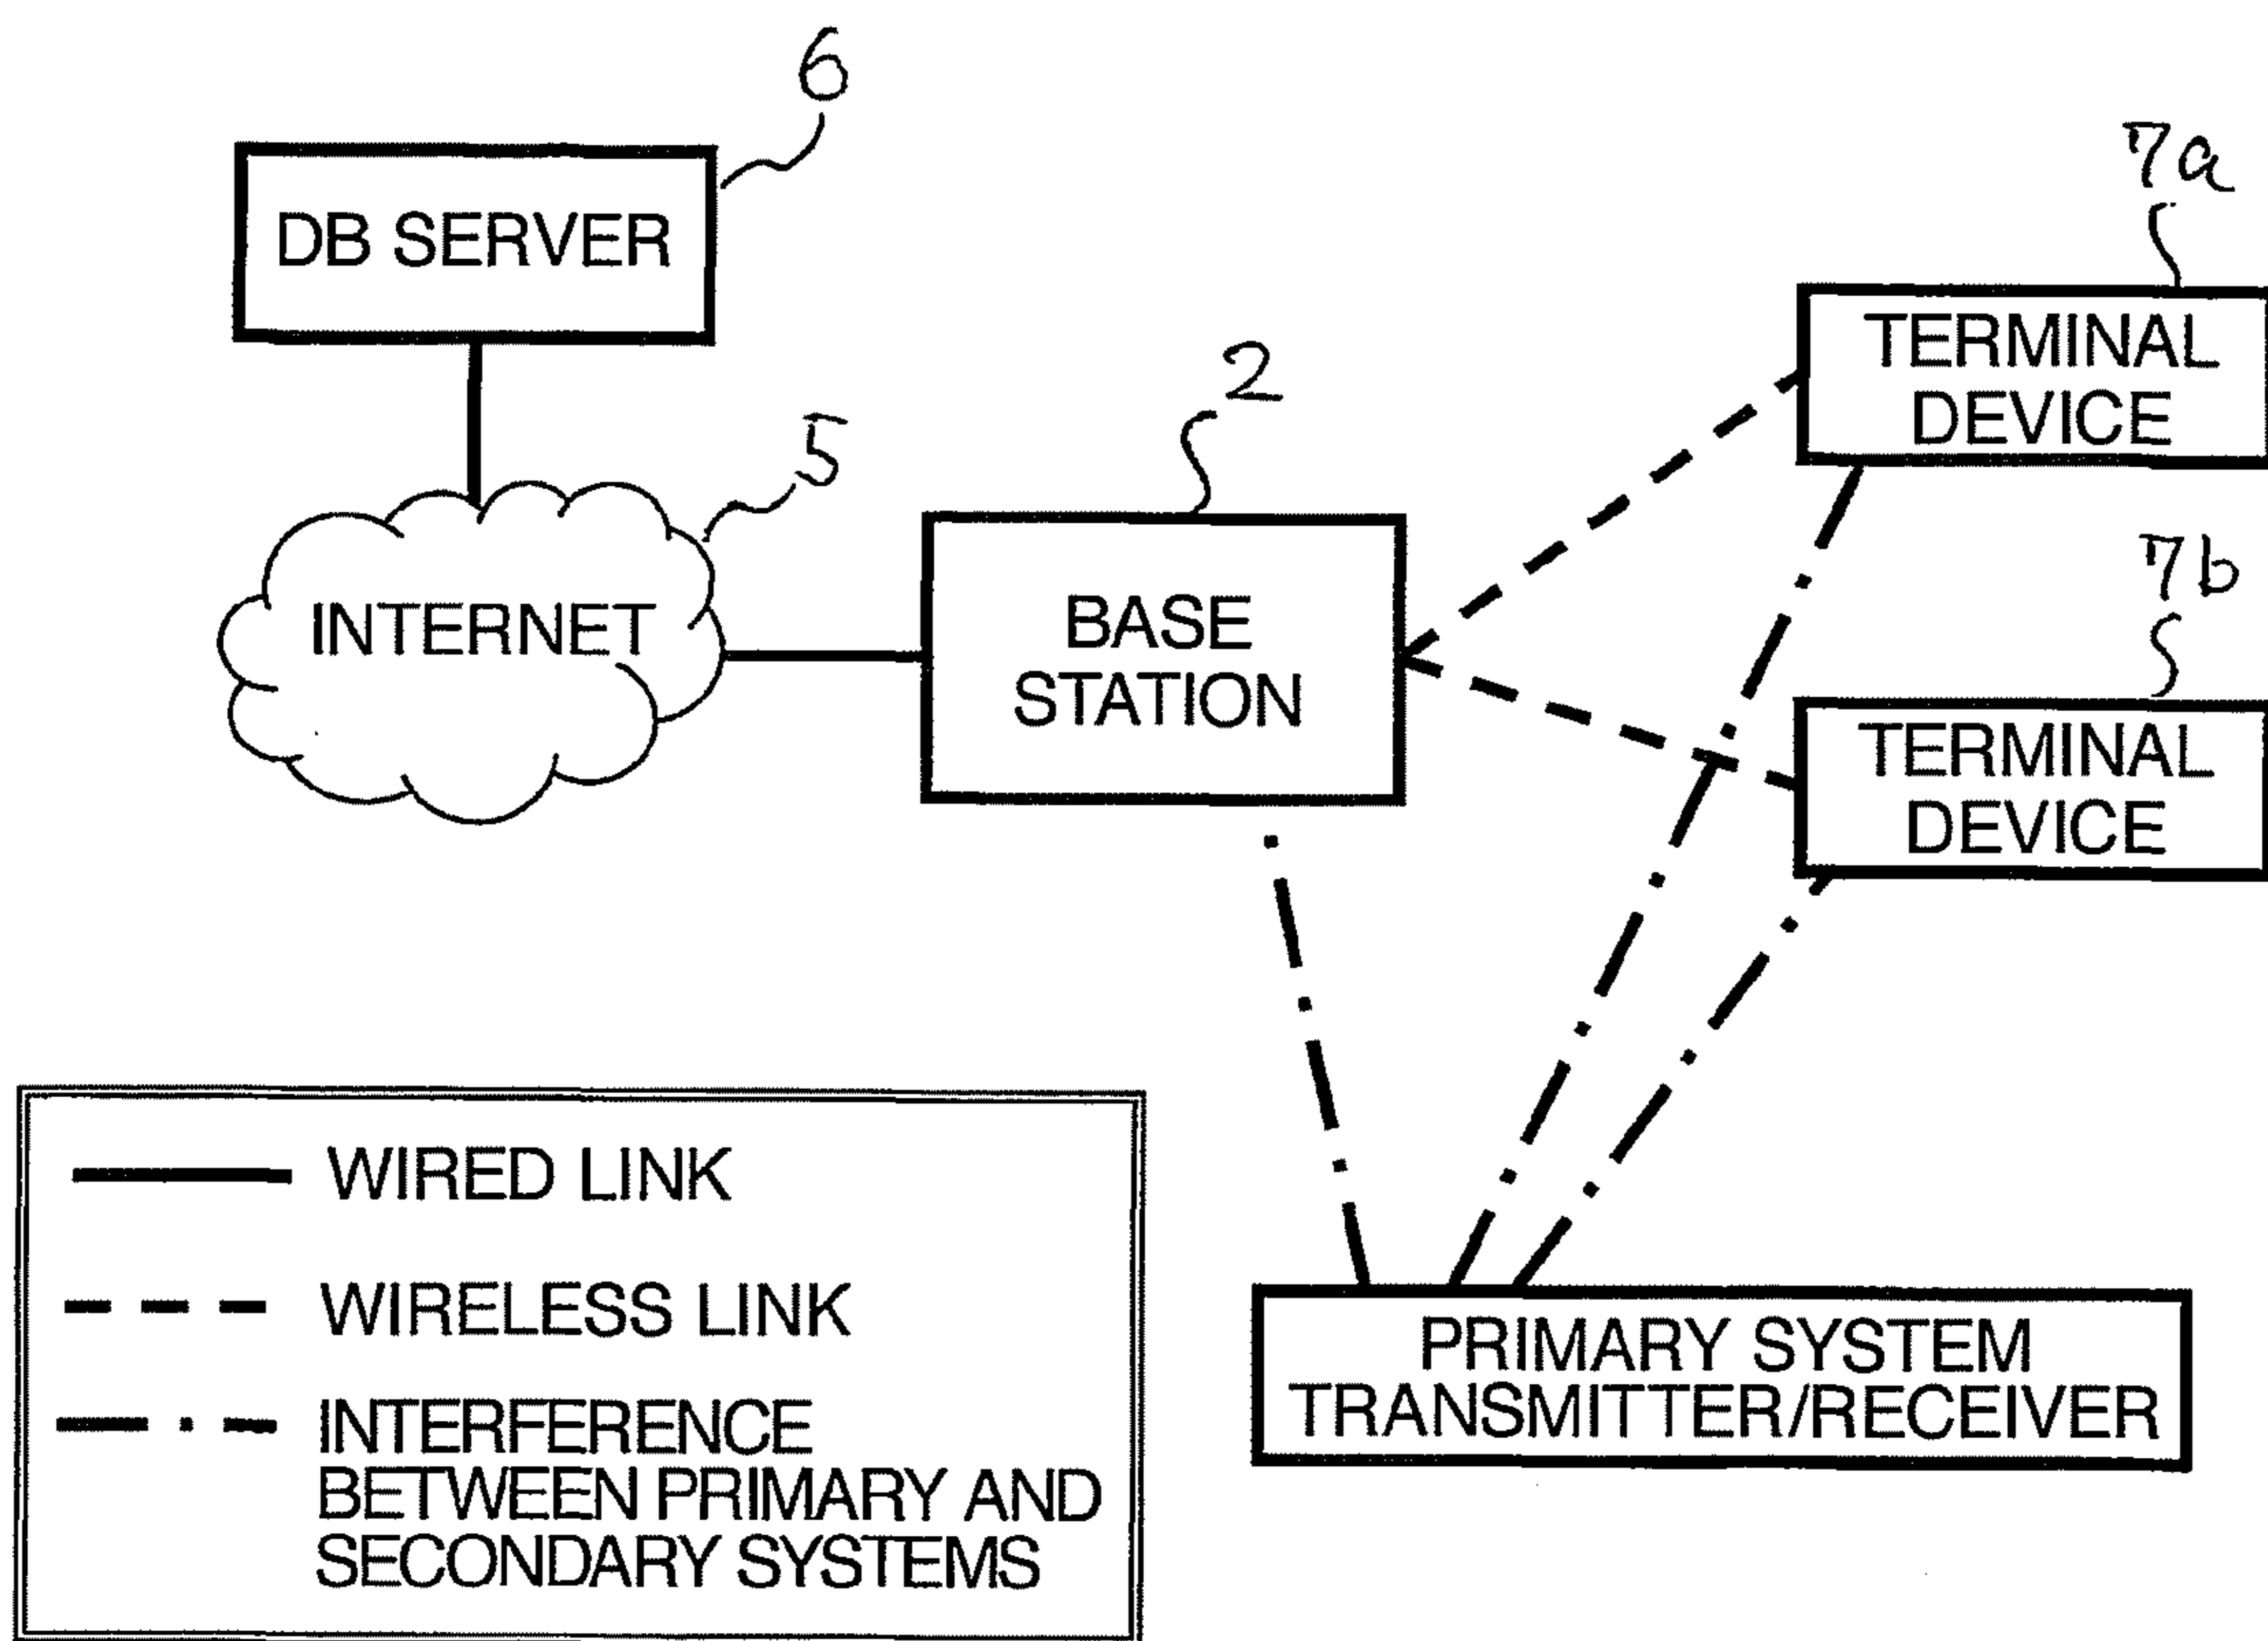 6
DB SERVER
7a
TERMINAL
DEVICE
2
5
INTERNET
BASE
STATION
7b
TERMINAL
DEVICE
WIRED LINK
WIRELESS LINK
INTERFERENCE
BETWEEN PRIMARY AND
SECONDARY SYSTEMS
PRIMARY SYSTEM
TRANSMITTER/RECEIVER